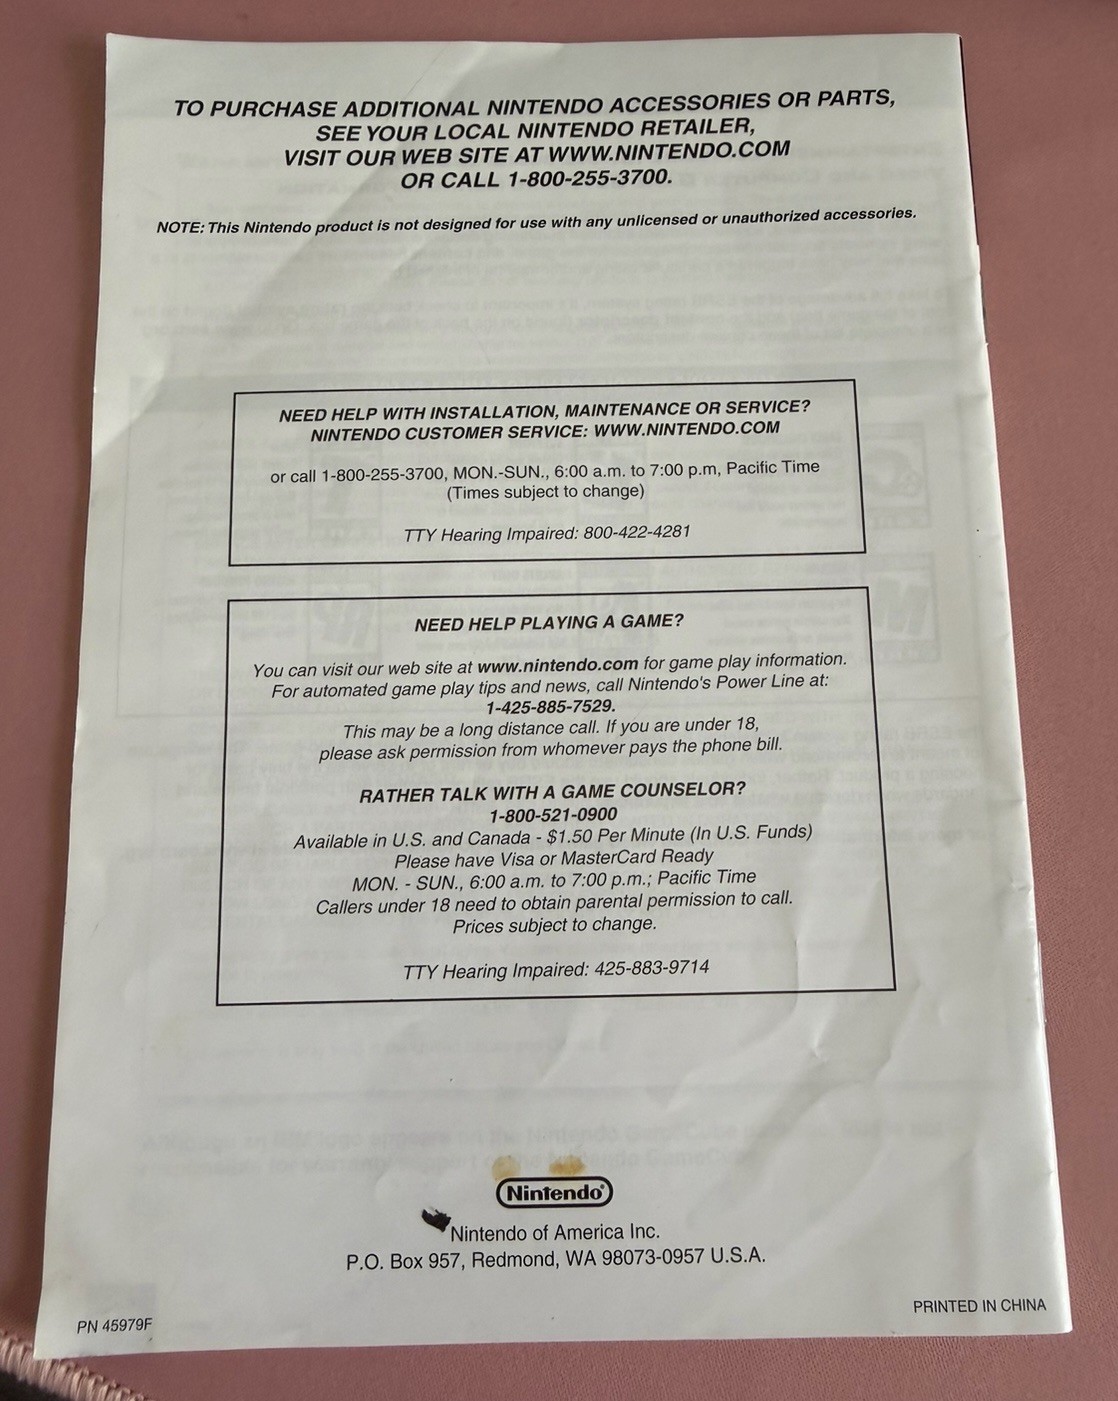 TO PURCHASE ADDITIONAL NINTENDO ACCESSORIES OR PARTS,
SEE YOUR LOCAL NINTENDO RETAILER,
VISIT OUR WEB SITE AT WWW.NINTENDO.COM
OR CALL 1-800-255-3700.
NOTE: This Nintendo product is not designed for use with any unlicensed or unauthorized accessories.
NEED HELP WITH INSTALLATION, MAINTENANCE OR SERVICE?
NINTENDO CUSTOMER SERVICE: WWW.NINTENDO.COM
or call 1-800-255-3700, MON.-SUN., 6:00 a.m. to 7:00 p.m, Pacific Time
(Times subject to change)
TTY Hearing Impaired: 800-422-4281
NEED HELP PLAYING A GAME?
You can visit our web site at www.nintendo.com for game play information.
For automated game play tips and news, call Nintendo's Power Line at:
1-425-885-7529.
This may be a long distance call. If you are under 18,
please ask permission from whomever pays the phone bill.
RATHER TALK WITH A GAME COUNSELOR?
1-800-521-0900
Available in U.S. and Canada - $1.50 Per Minute (In U.S. Funds)
Please have Visa or MasterCard Ready
MON. - SUN., 6:00 a.m. to 7:00 p.m.; Pacific Time
Callers under 18 need to obtain parental permission to call.
Prices subject to change.
TTY Hearing Impaired: 425-883-9714
Nintendo®
Nintendo of America Inc.
P.O. Box 957, Redmond, WA 98073-0957 U.S.A.
PN 45979F
PRINTED IN CHINA